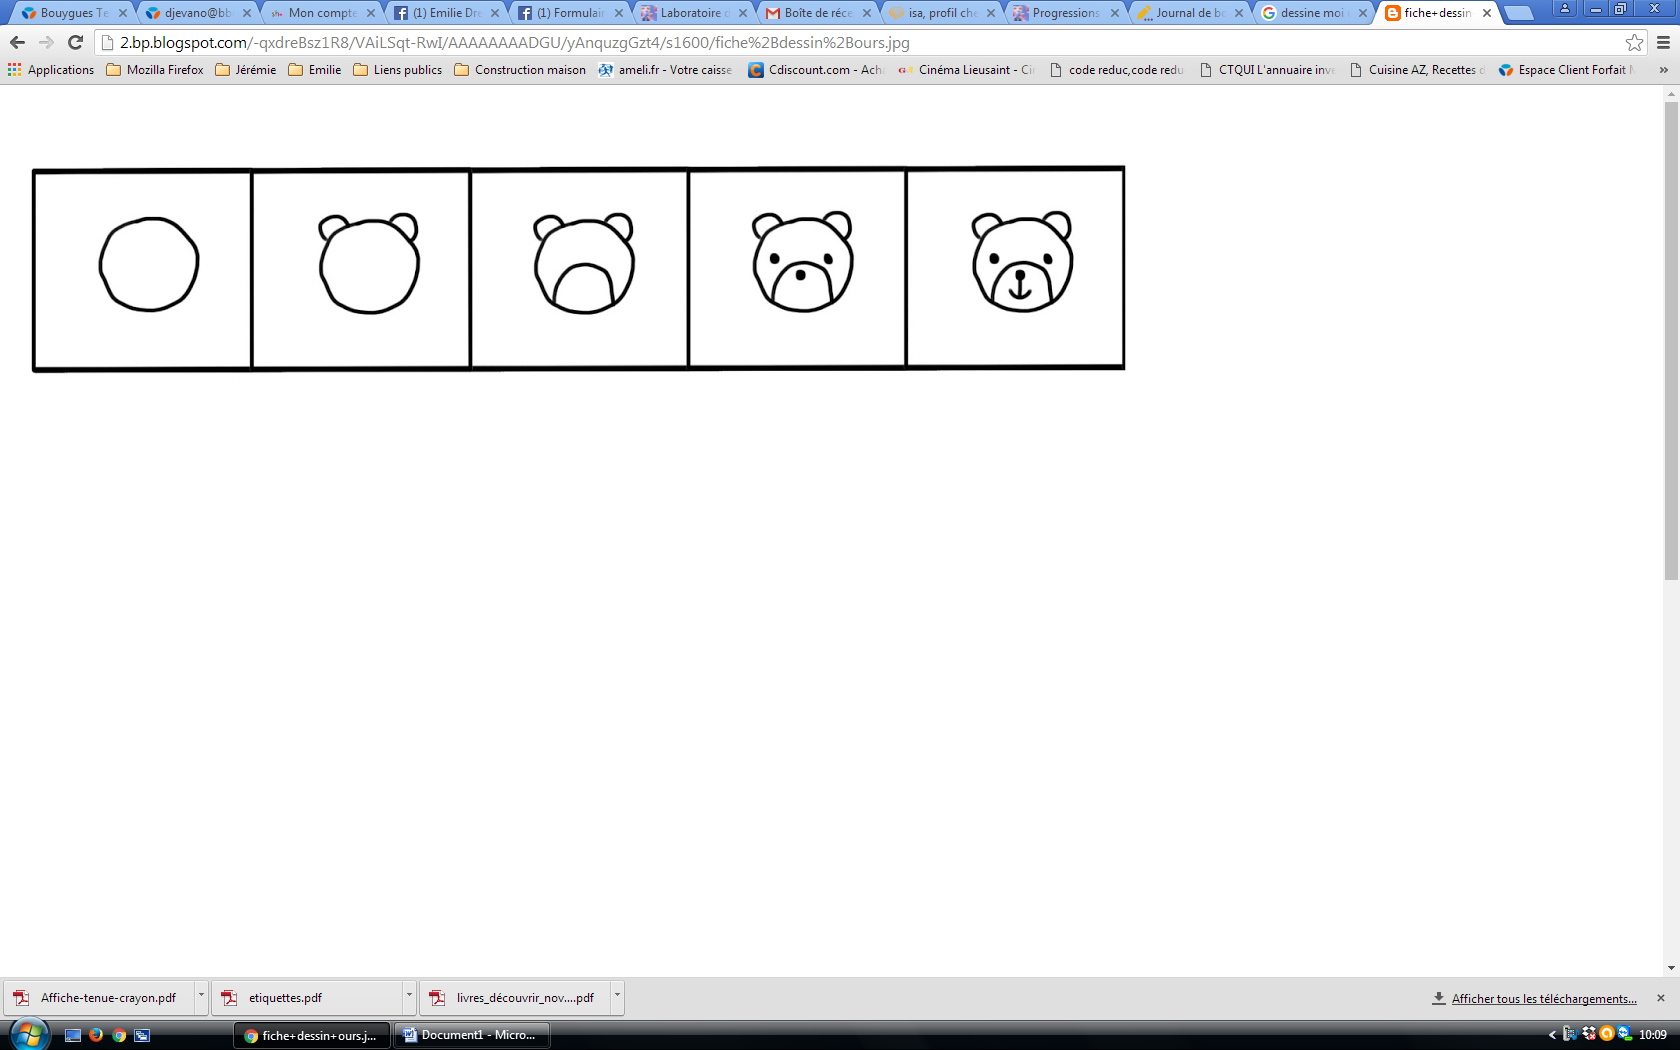 Bouygues Te djevano@bb Mon compte (1) Emilie Dre (1) Formulair Laboratoire d Boîte de réce isa, profil che Progressions Journal de bo Google dessine moi fiche+dessin
2.bp.blogspot.com/-qxdreBsz1R8/VAiLSqt-RwI/AAAAAAAADGU/yAnquzgGzt4/s1600/fiche%2Bdessin%2Bours.jpg
Applications Mozilla Firefox Jérémie Emilie Liens publics Construction maison ameli.fr - Votre caisse Cdiscount.com - Ach Cinéma Lieusaint - Ci code reduc,code redu CTQUI L'annuaire inve Cuisine AZ, Recettes d Espace Client Forfait
Affiche-tenue-crayon.pdf etiquettes.pdf livres_découvrir_nov....pdf Afficher tous les téléchargements...
fiche+dessin+ours.j... Document1 - Micro... 10:09